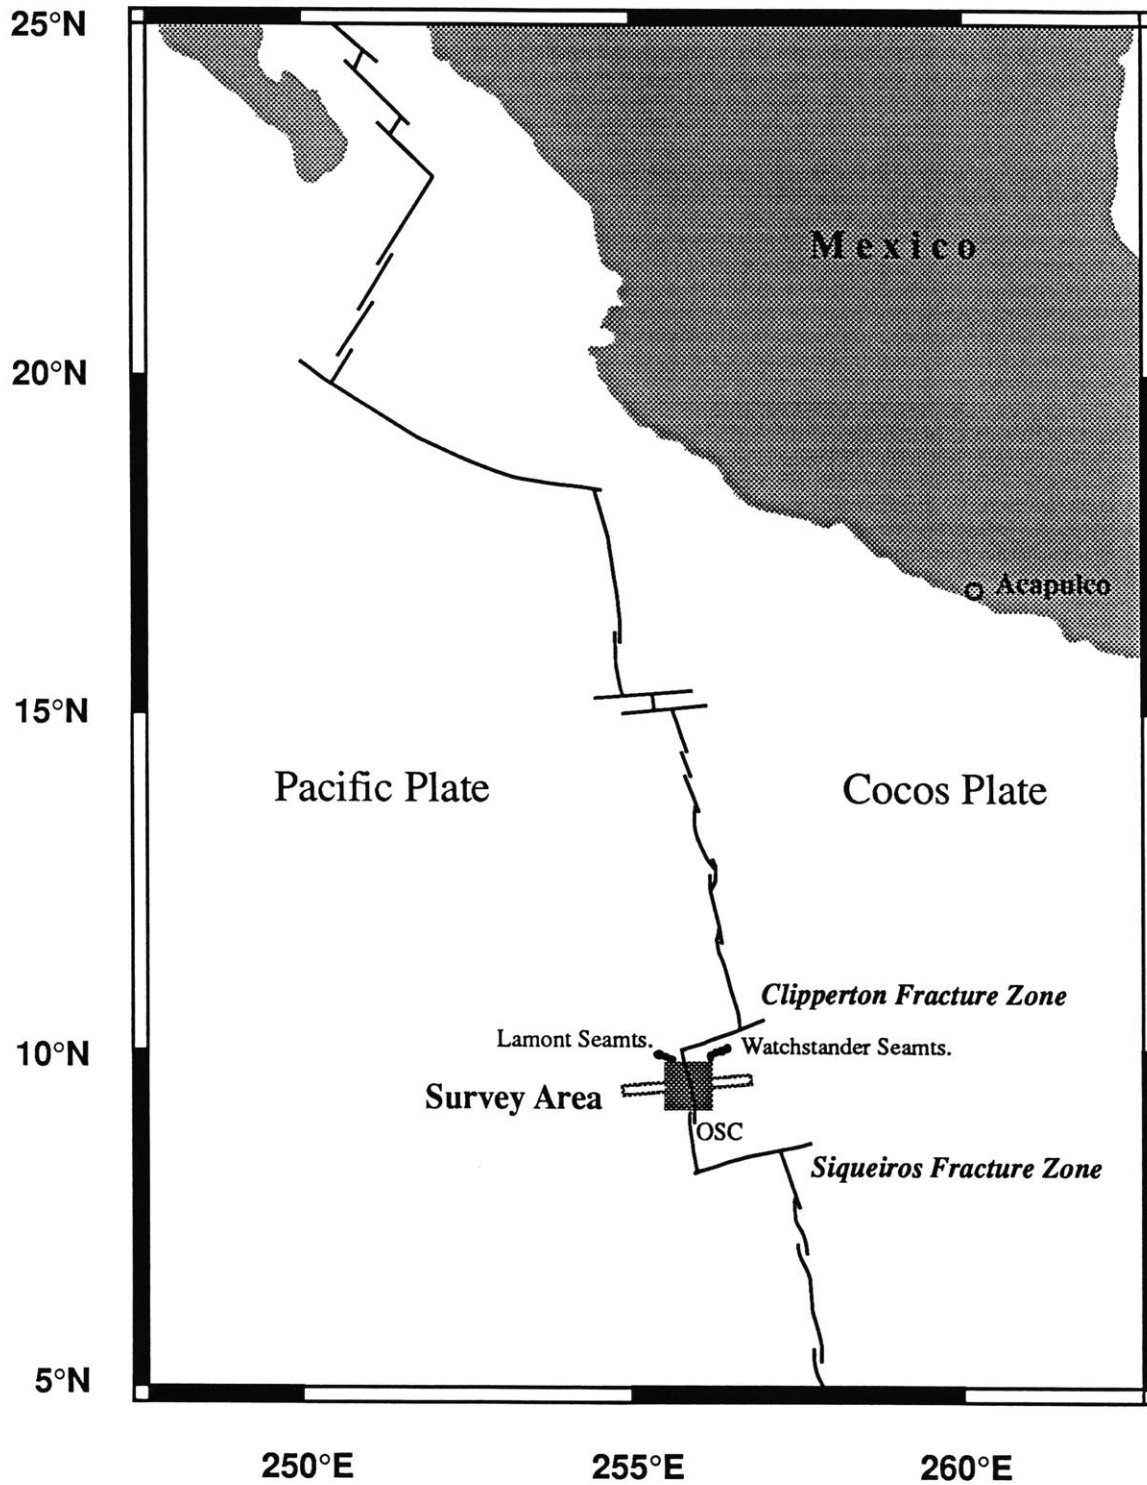 25°N
Mexico
20°N
Acapulco
15°N
Pacific Plate
Cocos Plate
Clipperton Fracture Zone
10°N
Lamont Seamts.
Watchstander Seamts.
Survey Area
OSC
Siqueiros Fracture Zone
5°N
250°E
255°E
260°E